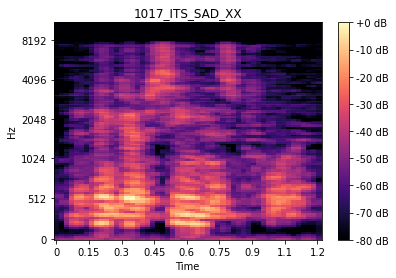 1017_ITS_SAD_XX
+0 dB
8192
-10 dB
4096
-20 dB
-30 dB
Hz
2048
-40 dB
1024
-50 dB
512
-60 dB
-70 dB
0
-80 dB
0 0.15 0.3 0.45 0.6 0.75 0.9 1.1 1.2
Time